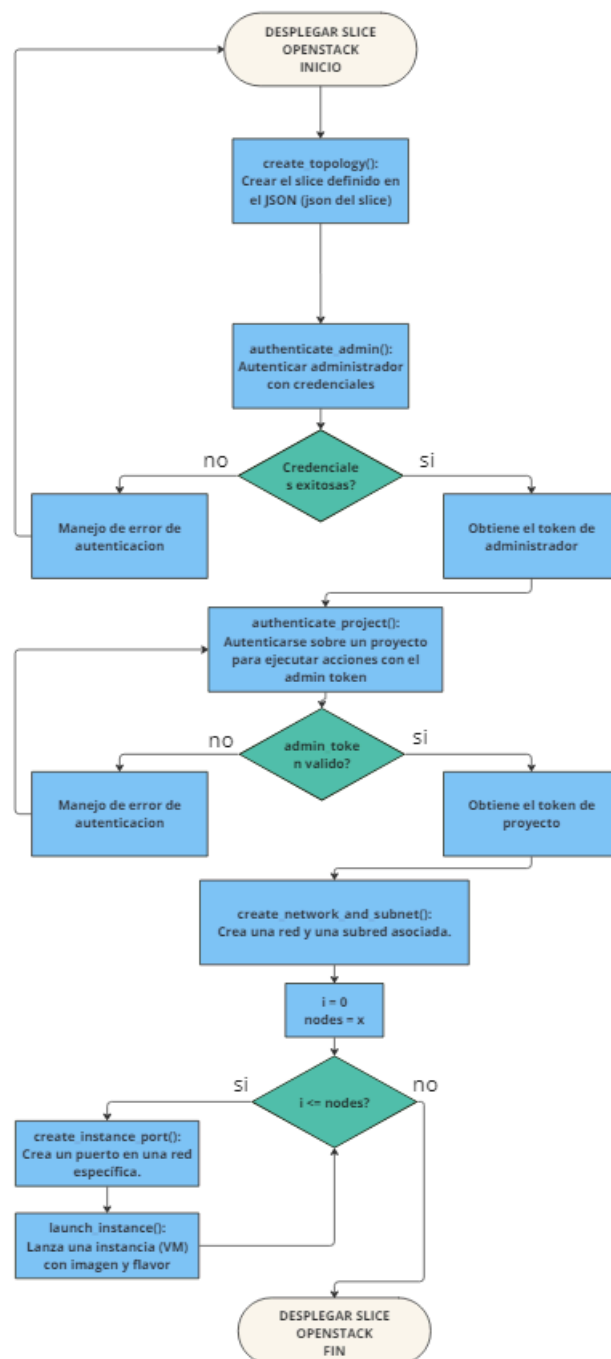 DESPLEGAR SLICE
OPENSTACK
INICIO
create_topology():
Crear el slice definido en
el JSON (json del slice)
authenticate_admin():
Autenticar administrador
con credenciales
no
Credenciale
s exitosas?
si
Manejo de error de
autenticacion
Obtiene el token de
administrador
authenticate_project():
Autenticarse sobre un proyecto
para ejecutar acciones con el
admin token
no
admin_toke
n valido?
si
Manejo de error de
autenticacion
Obtiene el token de
proyecto
create_network_and_subnet():
Crea una red y una subred asociada.
i = 0
nodes = x
si
i <= nodes?
no
create_instance_port():
Crea un puerto en una red
específica.
launch_instance():
Lanza una instancia (VM)
con imagen y flavor
DESPLEGAR SLICE
OPENSTACK
FIN